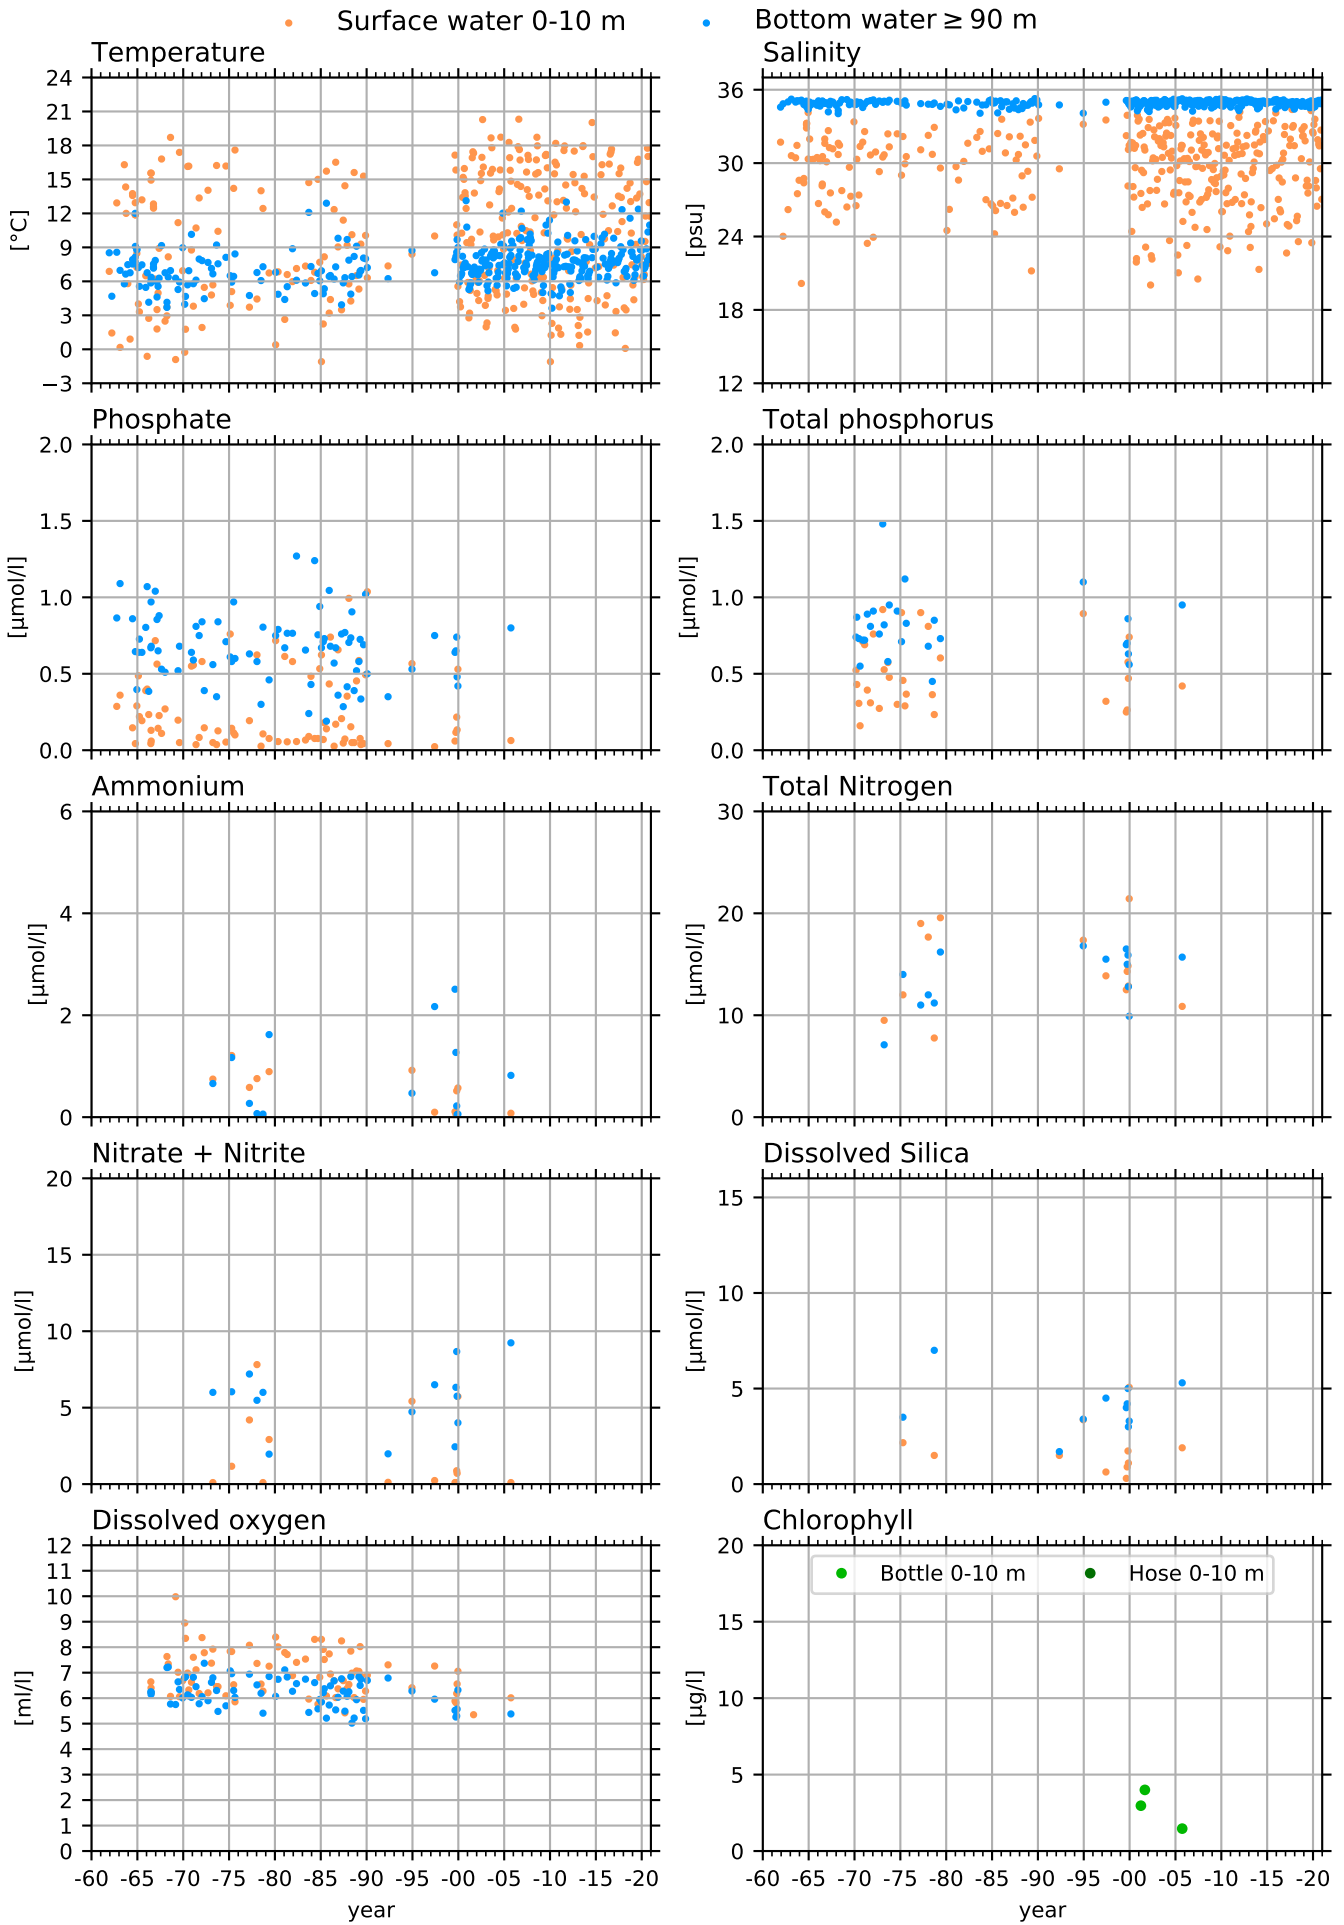 Surface water 0-10 m
Bottom water ≥ 90 m
Temperature
Salinity
24
21
18
15
12
9
6
3
0
−3
[°C]
36
30
24
18
12
[psu]
Phosphate
Total phosphorus
2.0
1.5
1.0
0.5
0.0
[µmol/l]
2.0
1.5
1.0
0.5
0.0
[µmol/l]
Ammonium
Total Nitrogen
6
4
2
0
[µmol/l]
30
20
10
0
[µmol/l]
Nitrate + Nitrite
Dissolved Silica
20
15
10
5
0
[µmol/l]
15
10
5
0
[µmol/l]
Dissolved oxygen
Chlorophyll
12
11
10
9
8
7
6
5
4
3
2
1
0
[ml/l]
-60 -65 -70 -75 -80 -85 -90 -95 -00 -05 -10 -15 -20
year
Bottle 0-10 m
Hose 0-10 m
20
15
10
5
0
[µg/l]
-60 -65 -70 -75 -80 -85 -90 -95 -00 -05 -10 -15 -20
year